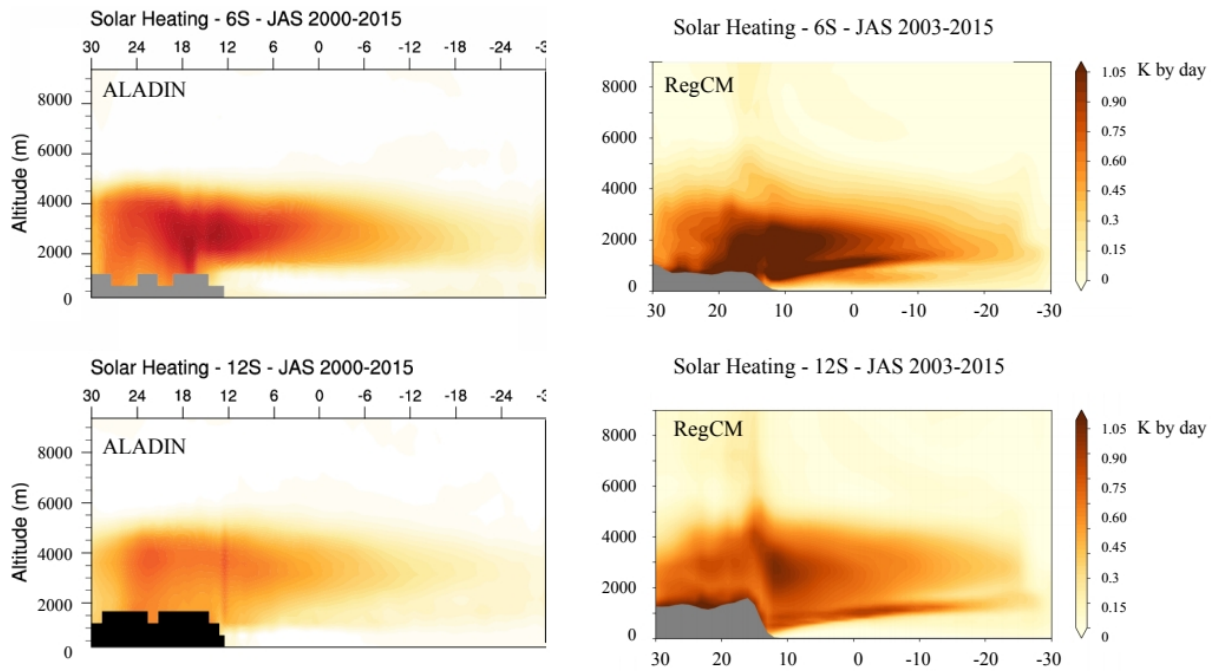 Solar Heating - 6S - JAS 2000-2015
30 24 18 12 6 0 -6 -12 -18 -24 -3
ALADIN
Altitude (m)
8000
6000
4000
2000
0
Solar Heating - 6S - JAS 2003-2015
RegCM
8000
6000
4000
2000
0
30 20 10 0 -10 -20 -30
1.05 K by day
0.90
0.75
0.60
0.45
0.3
0.15
0
Solar Heating - 12S - JAS 2000-2015
30 24 18 12 6 0 -6 -12 -18 -24 -3
ALADIN
Altitude (m)
8000
6000
4000
2000
0
Solar Heating - 12S - JAS 2003-2015
RegCM
8000
6000
4000
2000
0
30 20 10 0 -10 -20 -30
1.05 K by day
0.90
0.75
0.60
0.45
0.3
0.15
0